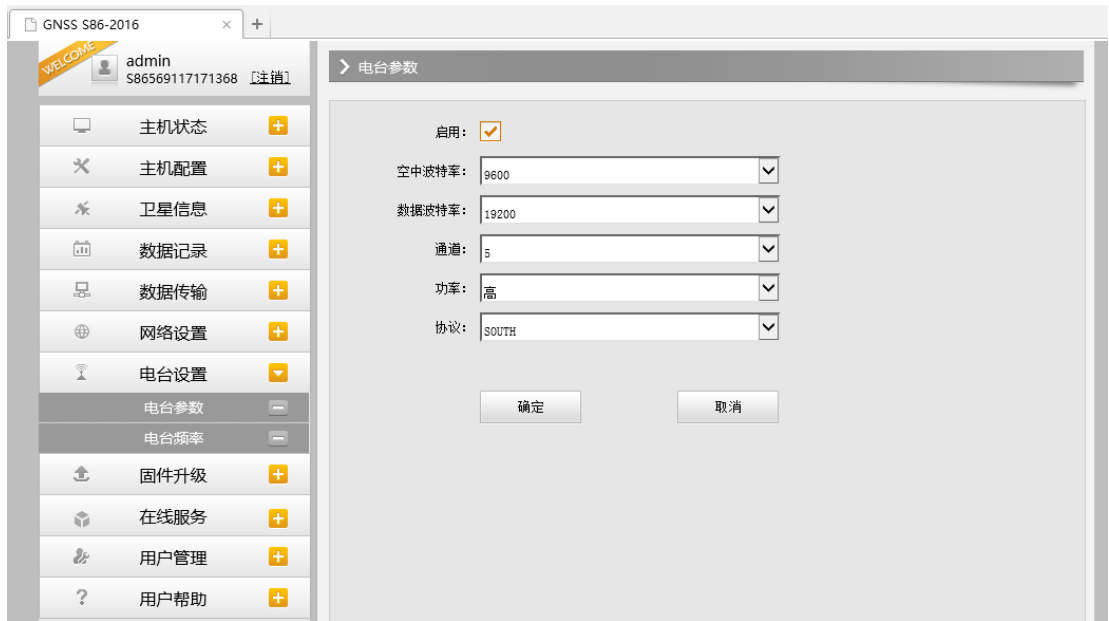 GNSS S86-2016
WELCOME
admin
S86569117171368 [注销]
主机状态
主机配置
卫星信息
数据记录
数据传输
网络设置
电台设置
电台参数
电台频率
固件升级
在线服务
用户管理
用户帮助
电台参数
启用：
空中波特率： 9600
数据波特率： 19200
通道： 5
功率： 高
协议： SOUTH
确定 取消